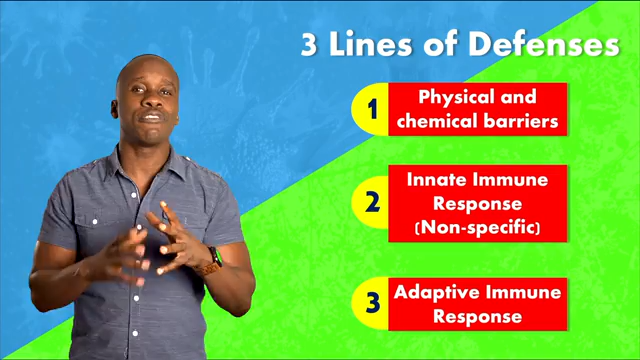 3 Lines of Defenses
1
Physical and
chemical barriers
2
Innate Immune
Response
(Non-specific)
3
Adaptive Immune
Response